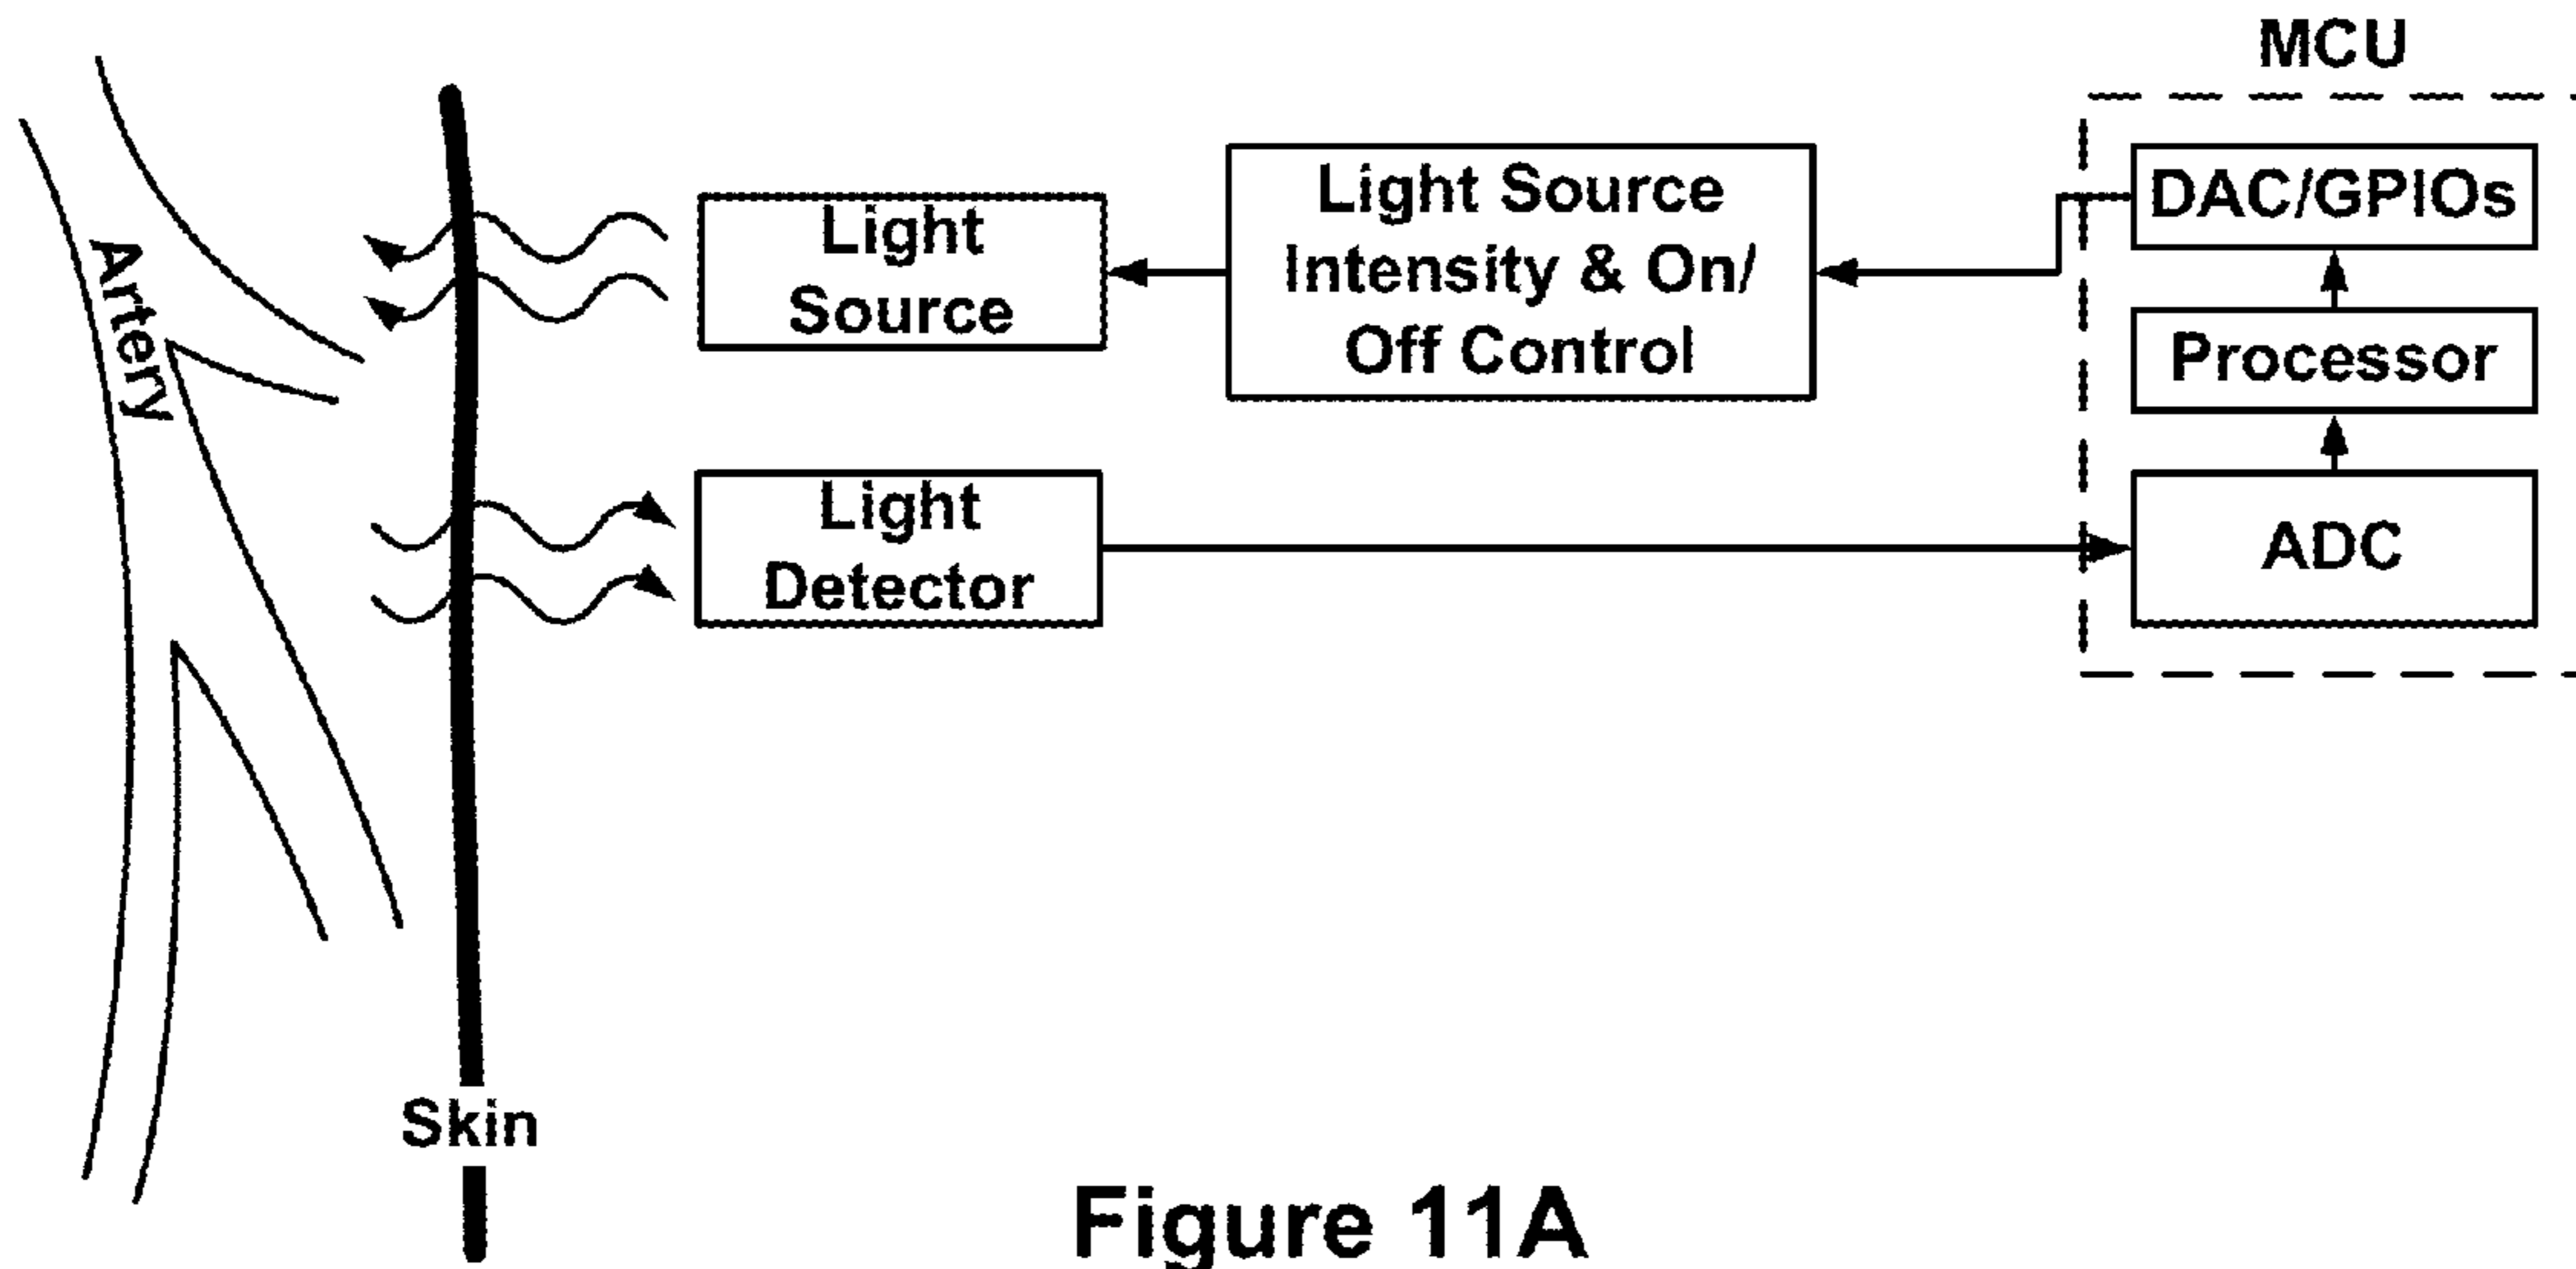 MCU
Light Source
Intensity & On/
Off Control
DAC/GPIOs
Light
Source
Artery
Processor
Light
Detector
ADC
Skin
Figure 11A